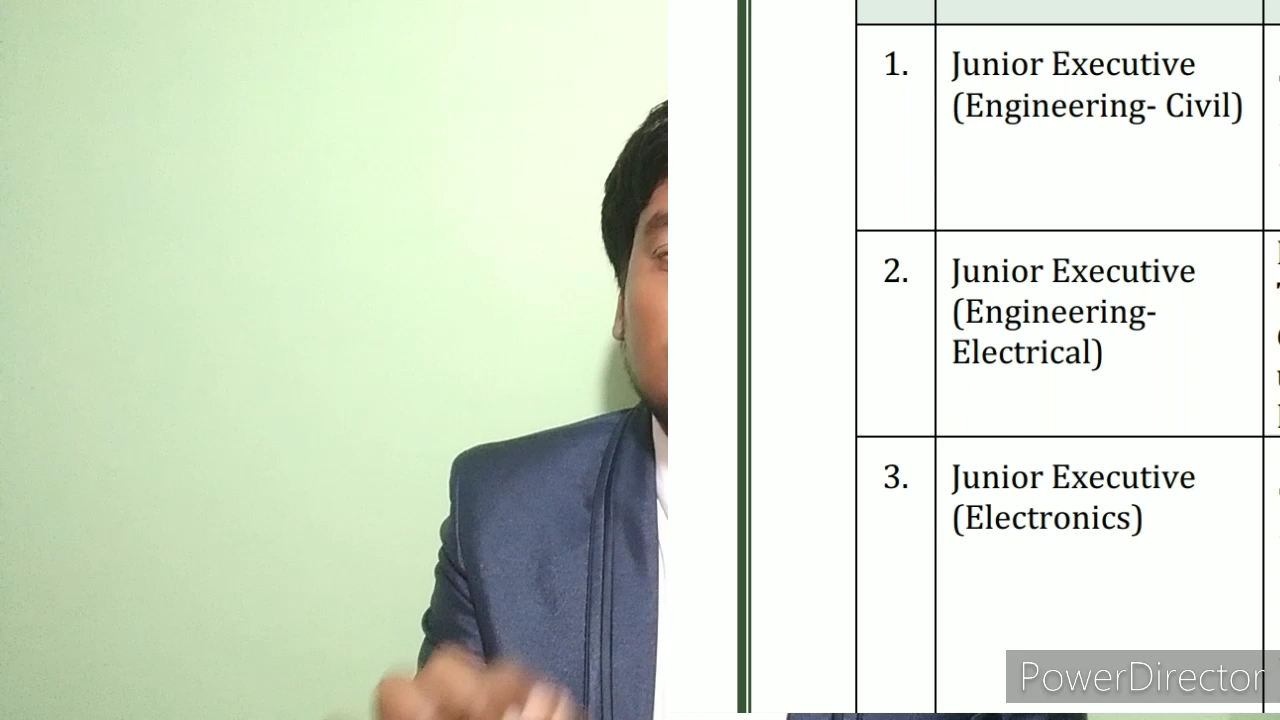 1.
Junior Executive
(Engineering- Civil)
2.
Junior Executive
(Engineering-
Electrical)
3.
Junior Executive
(Electronics)
PowerDirector